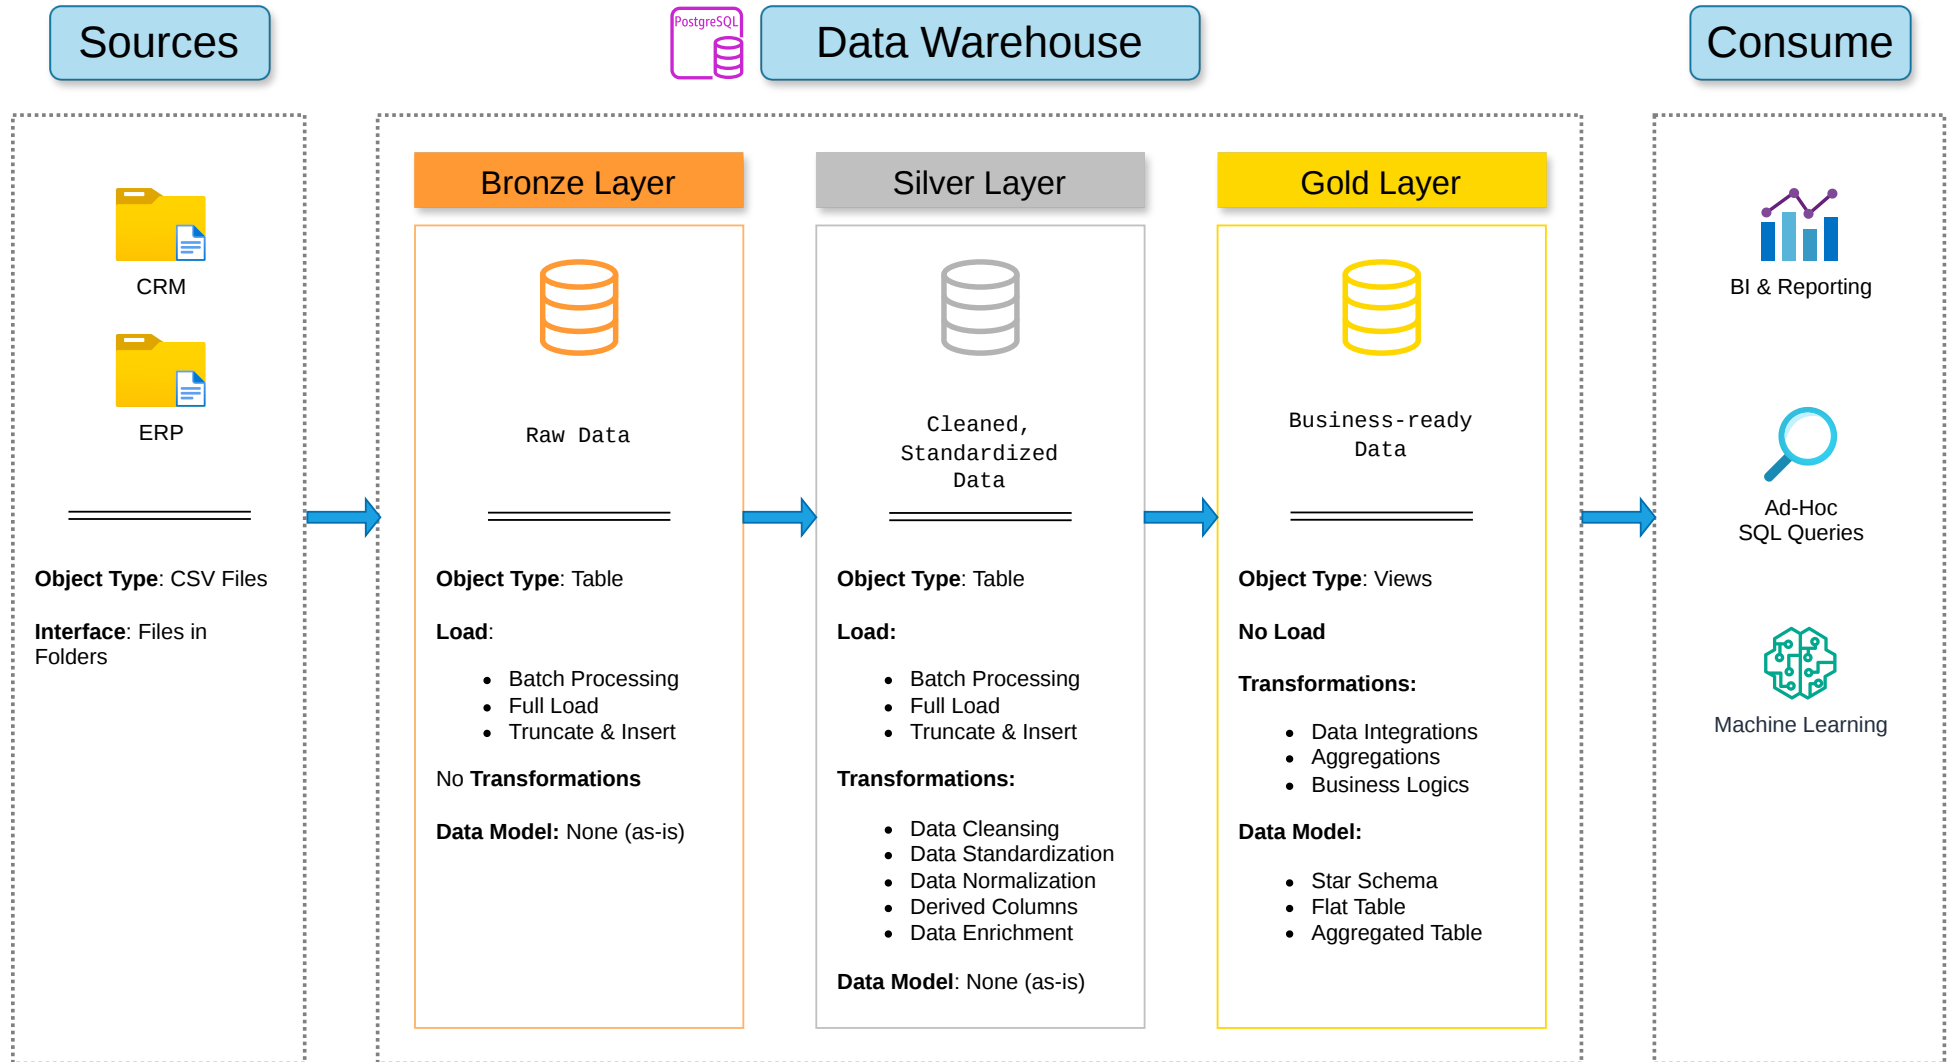 Sources
PostgreSQL
Data Warehouse
Consume
CRM
ERP
Object Type: CSV Files
Interface: Files in
Folders
Bronze Layer
Raw Data
Object Type: Table
Load:
Batch Processing
Full Load
Truncate & Insert
No Transformations
Data Model: None (as-is)
Silver Layer
Cleaned,
Standardized
Data
Object Type: Table
Load:
Batch Processing
Full Load
Truncate & Insert
Transformations:
Data Cleansing
Data Standardization
Data Normalization
Derived Columns
Data Enrichment
Data Model: None (as-is)
Gold Layer
Business-ready
Data
Object Type: Views
No Load
Transformations:
Data Integrations
Aggregations
Business Logics
Data Model:
Star Schema
Flat Table
Aggregated Table
BI & Reporting
Ad-Hoc
SQL Queries
Machine Learning